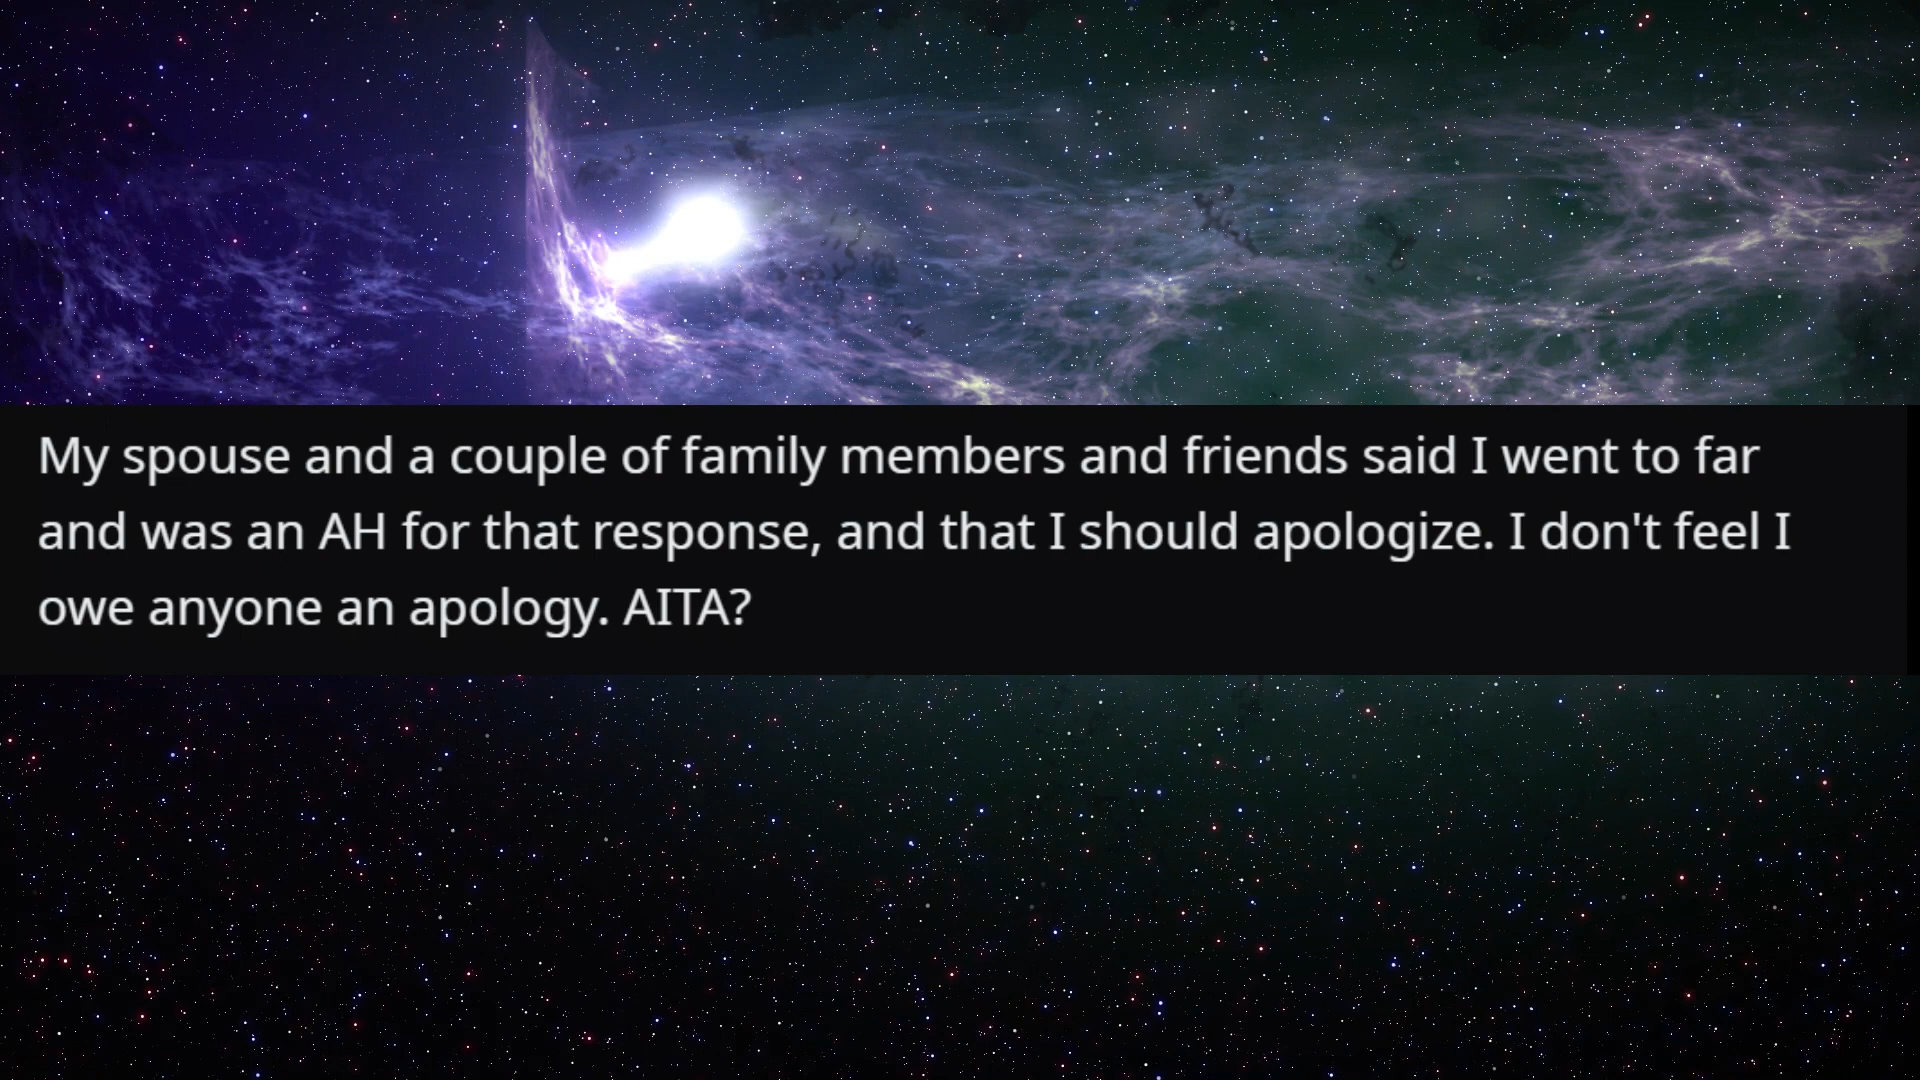 My spouse and a couple of family members and friends said I went to far
and was an AH for that response, and that I should apologize. I don't feel I
owe anyone an apology. AITA?